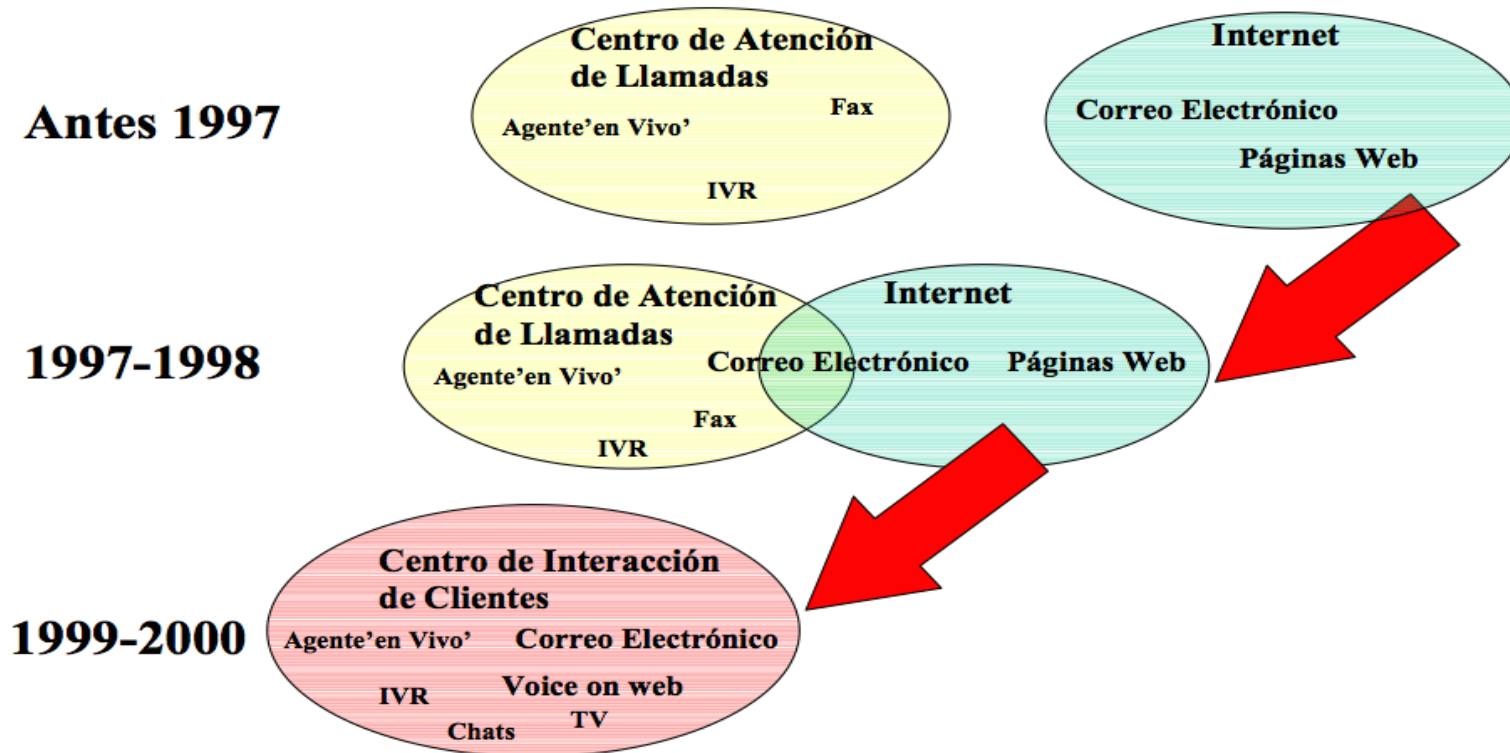 Antes 1997
Centro de Atención
de Llamadas
Agente'en Vivo'
Fax
IVR
Internet
Correo Electrónico
Páginas Web
1997-1998
Centro de Atención
de Llamadas
Agente'en Vivo'
Fax
IVR
Internet
Correo Electrónico
Páginas Web
1999-2000
Centro de Interacción
de Clientes
Agente'en Vivo'
Correo Electrónico
IVR
Voice on web
Chats
TV